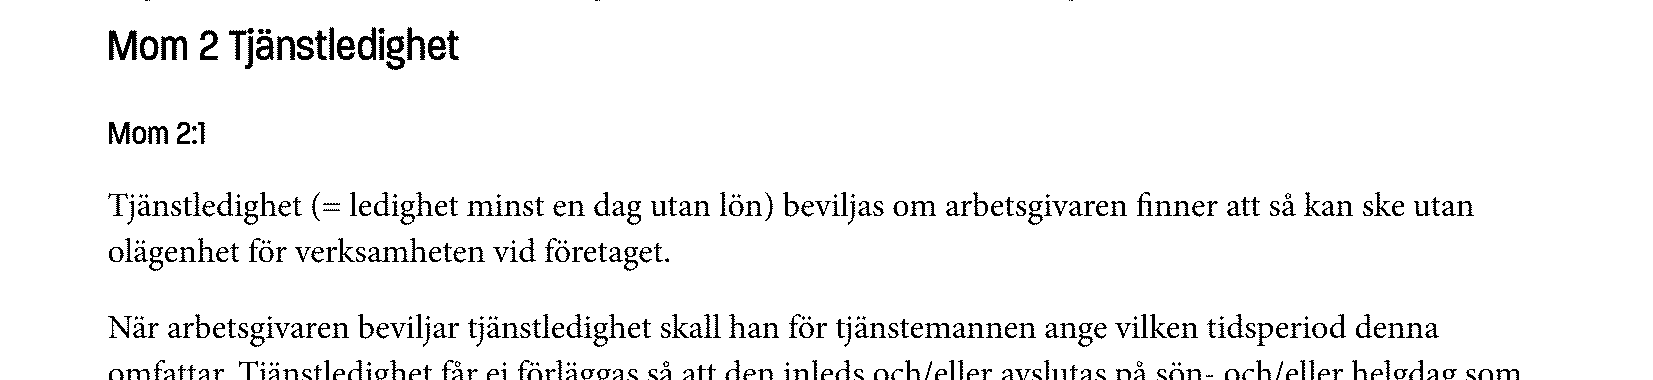 Mom 2 Tjänstledighet
Mom 2:1
Tjänstledighet (= ledighet minst en dag utan lön) beviljas om arbetsgivaren finner att så kan ske utan
olägenhet för verksamheten vid företaget.
När arbetsgivaren beviljar tjänstledighet skall han för tjänstemannen ange vilken tidsperiod denna
omfattar. Tjänstledighet får ej förläggas så att den inleds och/eller avslutas på sön- och/eller helgdag som